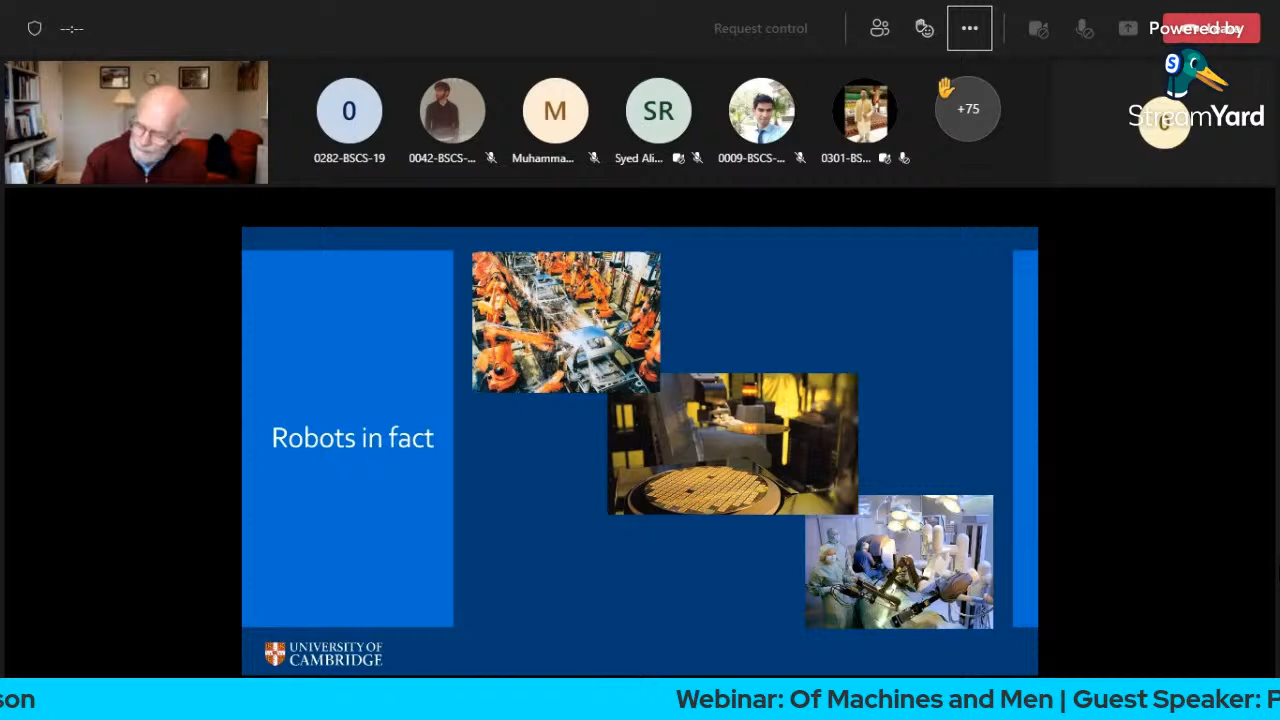 --:--
Request control
Powered by
StreamYard
0
M
SR
+75
0282-BSCS-19
0042-BSCS-...
Muhamma...
Syed Ali...
0009-BSCS-...
0301-BS...
Robots in fact
UNIVERSITY OF
CAMBRIDGE
son
Webinar: Of Machines and Men | Guest Speaker: P